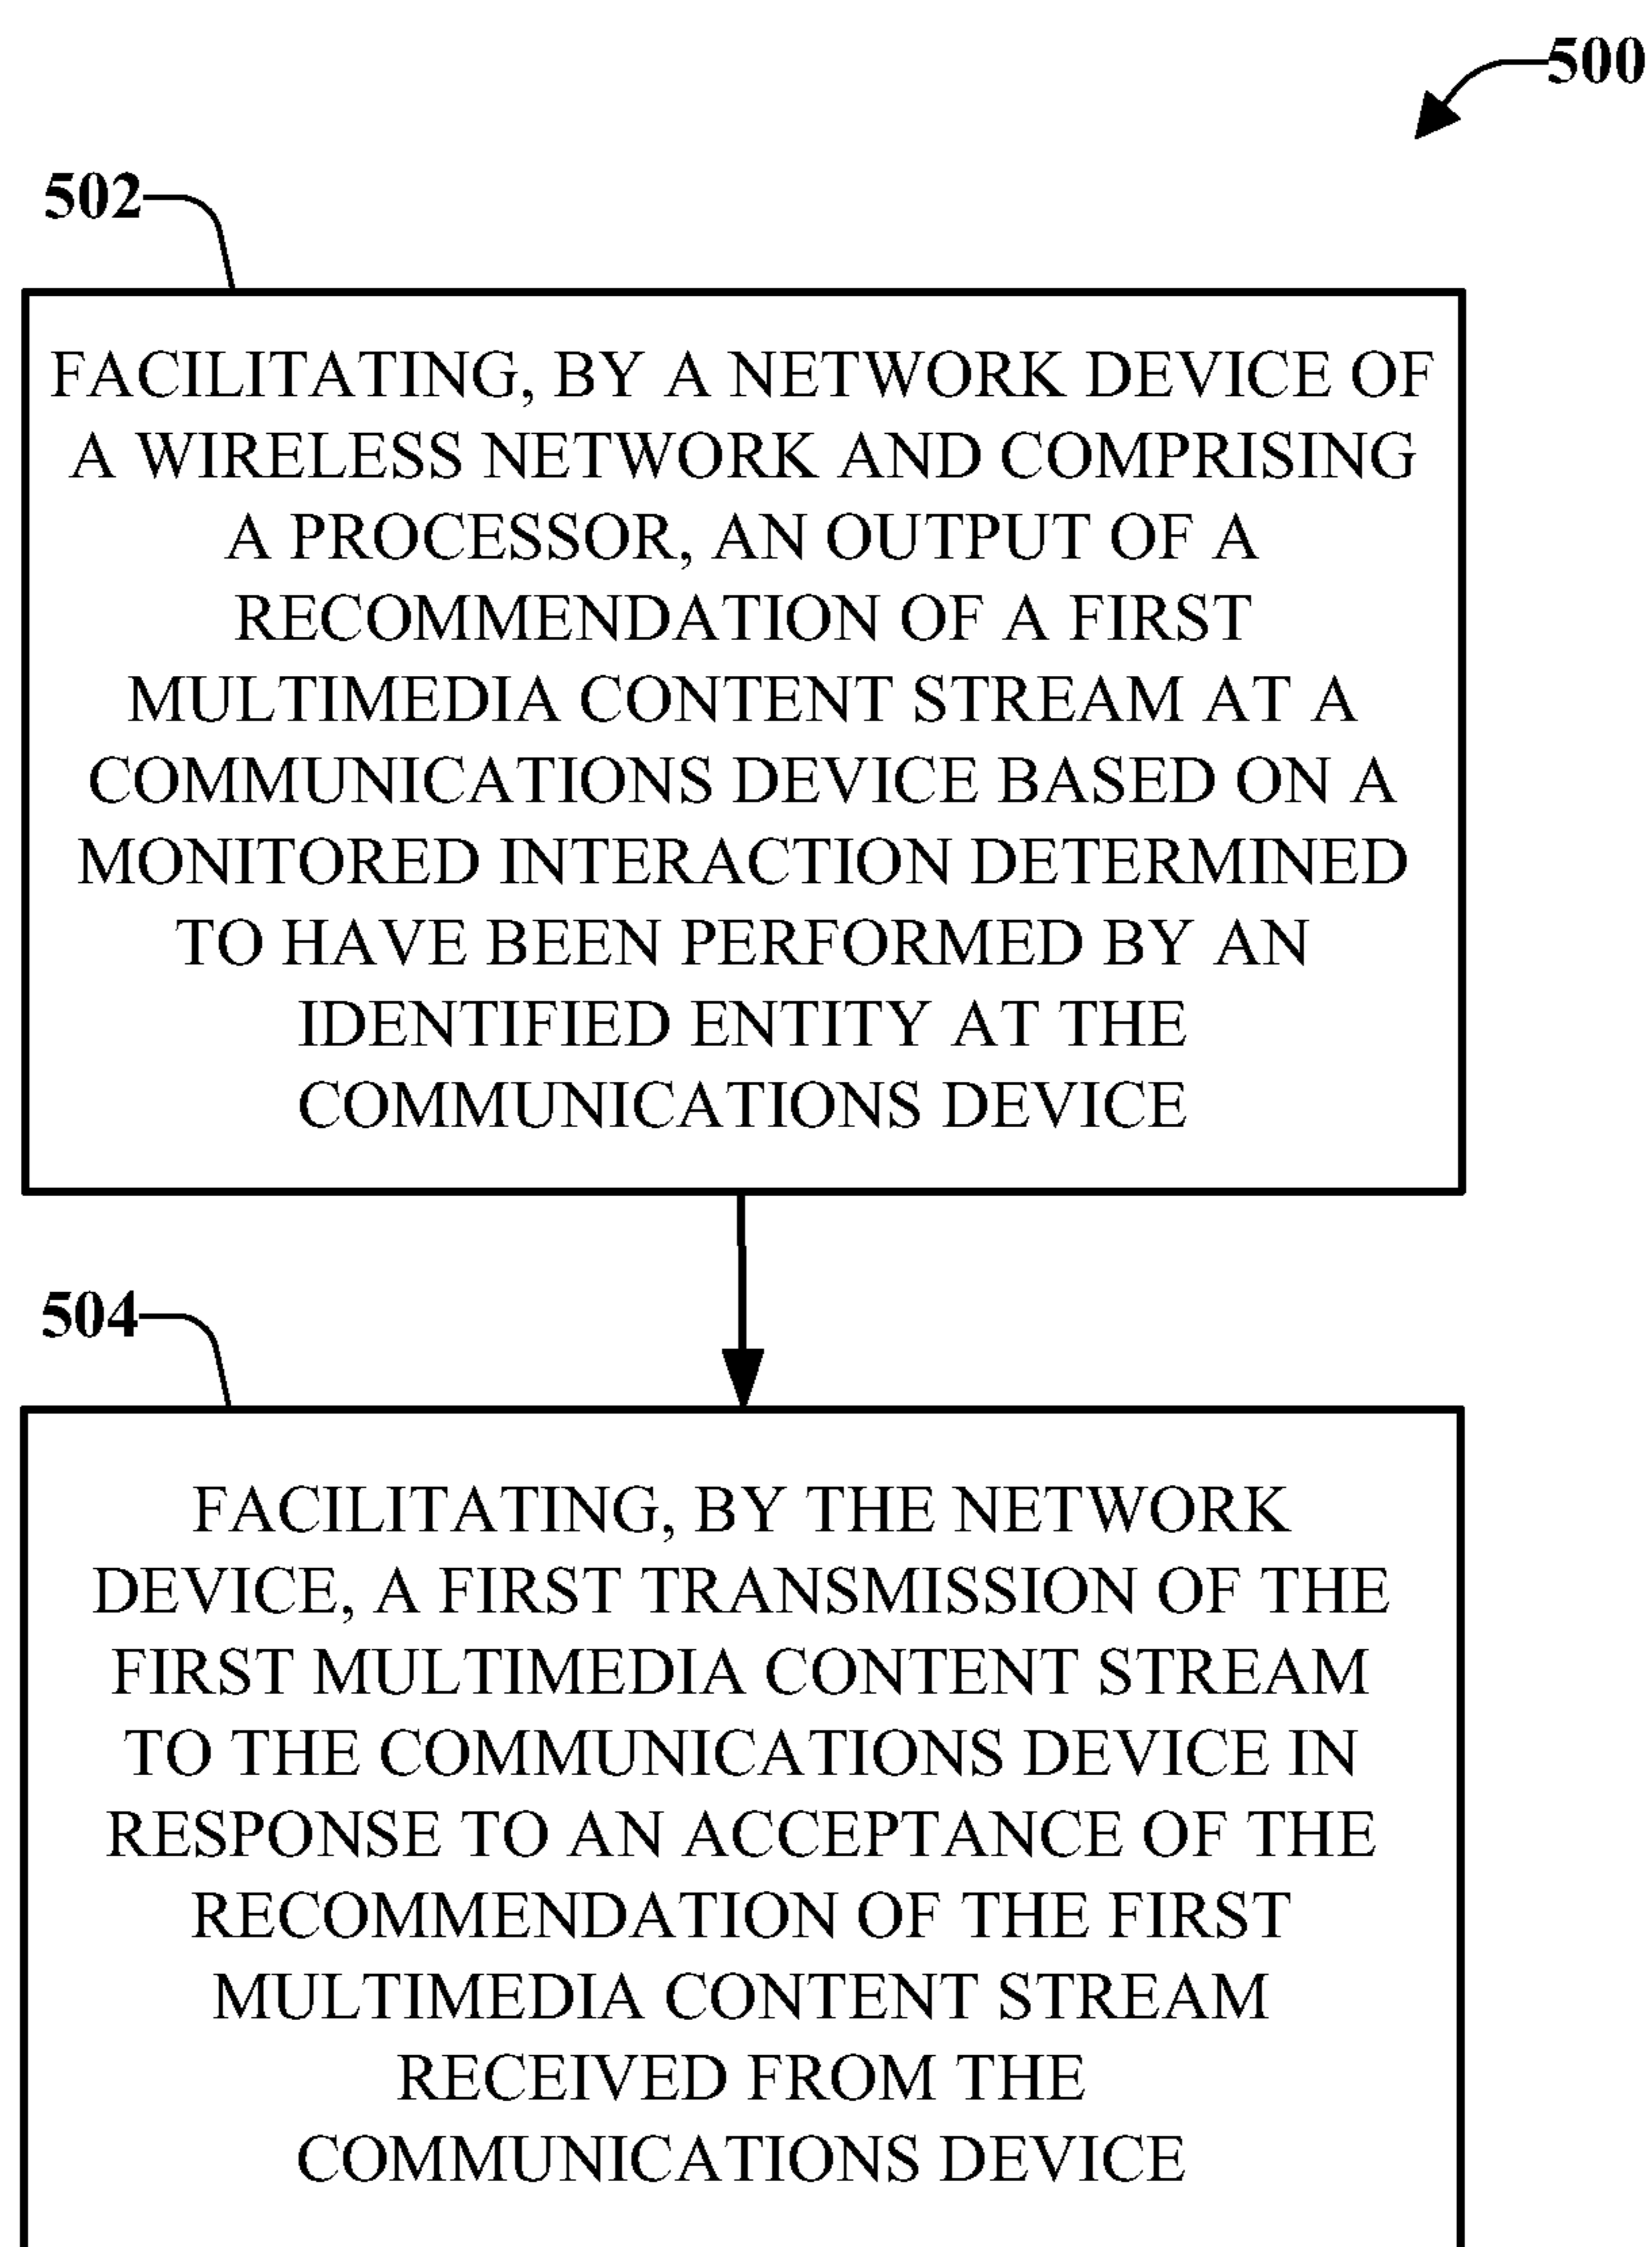 500
502
FACILITATING, BY A NETWORK DEVICE OF
A WIRELESS NETWORK AND COMPRISING
A PROCESSOR, AN OUTPUT OF A
RECOMMENDATION OF A FIRST
MULTIMEDIA CONTENT STREAM AT A
COMMUNICATIONS DEVICE BASED ON A
MONITORED INTERACTION DETERMINED
TO HAVE BEEN PERFORMED BY AN
IDENTIFIED ENTITY AT THE
COMMUNICATIONS DEVICE
504
FACILITATING, BY THE NETWORK
DEVICE, A FIRST TRANSMISSION OF THE
FIRST MULTIMEDIA CONTENT STREAM
TO THE COMMUNICATIONS DEVICE IN
RESPONSE TO AN ACCEPTANCE OF THE
RECOMMENDATION OF THE FIRST
MULTIMEDIA CONTENT STREAM
RECEIVED FROM THE
COMMUNICATIONS DEVICE